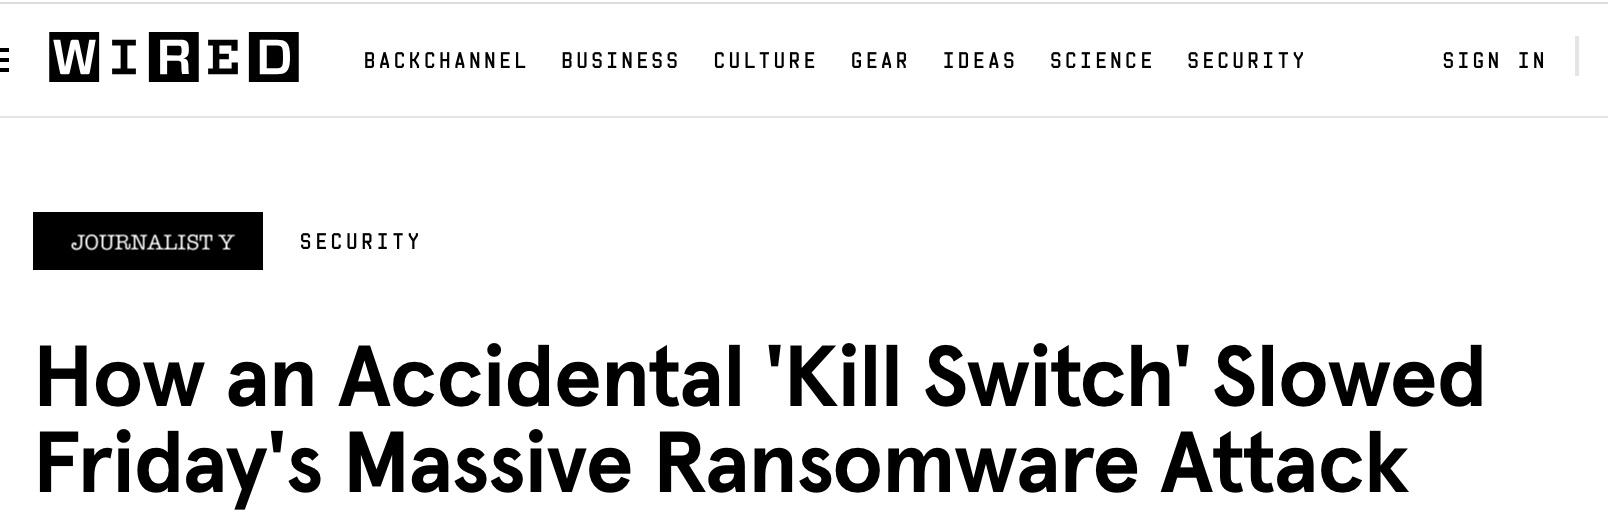 WIRED BACKCHANNEL BUSINESS CULTURE GEAR IDEAS SCIENCE SECURITY SIGN IN
JOURNALIST Y SECURITY
How an Accidental 'Kill Switch' Slowed
Friday's Massive Ransomware Attack